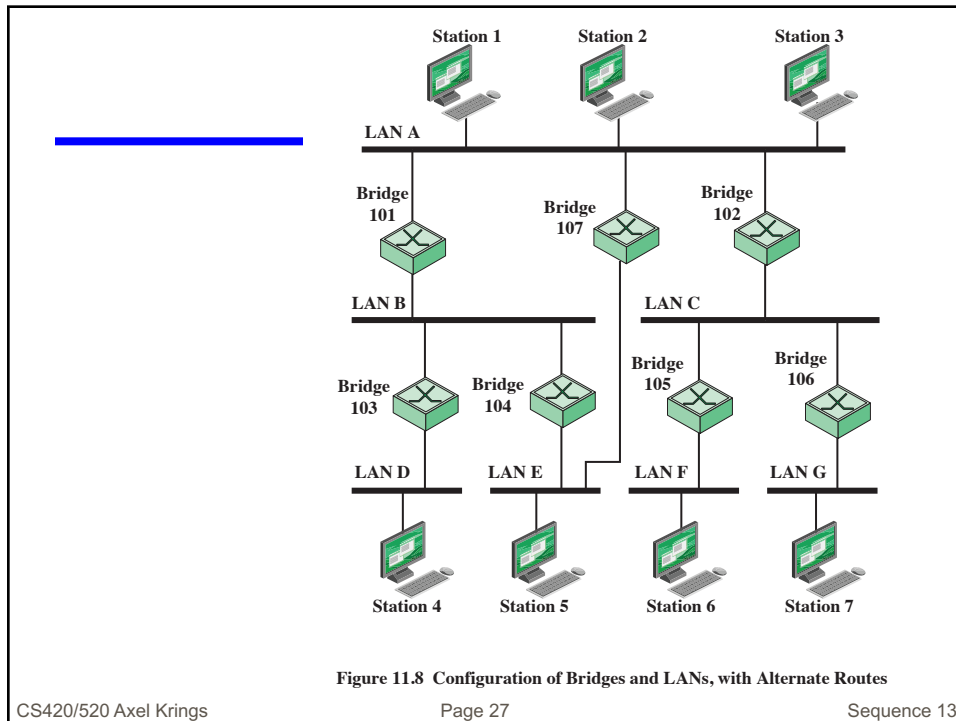 Station 1
Station 2
Station 3
LAN A
Bridge
101
Bridge
107
Bridge
102
LAN B
LAN C
Bridge
103
Bridge
104
Bridge
105
Bridge
106
LAN D
LAN E
LAN F
LAN G
Station 4
Station 5
Station 6
Station 7
Figure 11.8 Configuration of Bridges and LANs, with Alternate Routes
CS420/520 Axel Krings
Page 27
Sequence 13